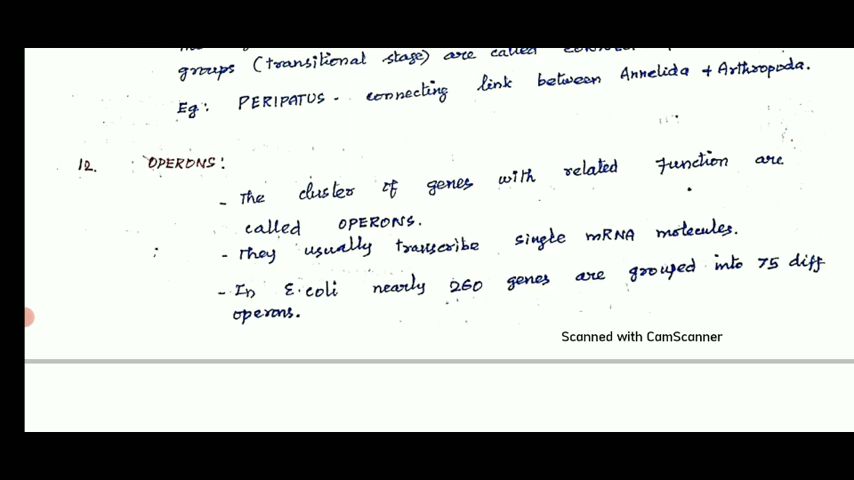 groups (transitional stage) are called
Eg: PERIPATUS - connecting link between Annelida + Arthropoda.
12. OPERONS:
- The cluster of genes with related function are
called OPERONS.
- They usually transcribe single mRNA molecules.
- In E.coli nearly 260 genes are grouped into 75 diff
operons.
Scanned with CamScanner